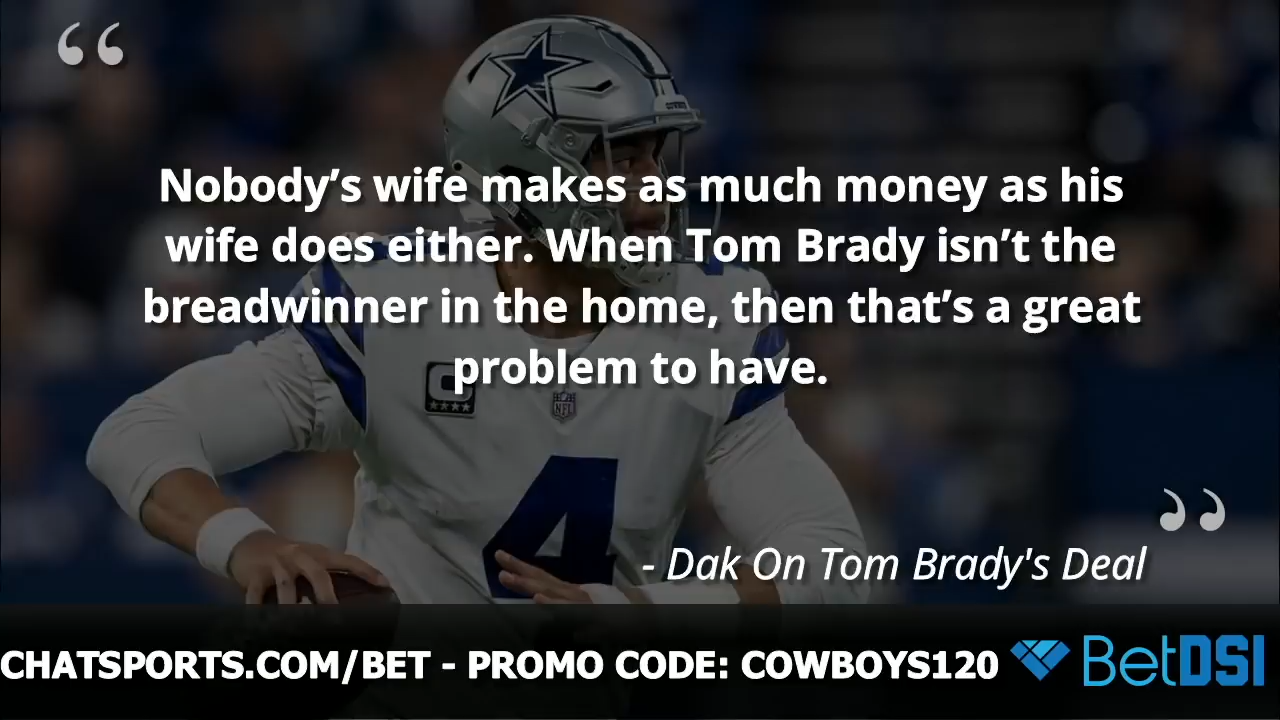 “
Nobody’s wife makes as much money as his
wife does either. When Tom Brady isn’t the
breadwinner in the home, then that’s a great
problem to have.
”
- Dak On Tom Brady's Deal
C
NFL
4
CHATSPORTS.COM/BET - PROMO CODE: COWBOYS120 BetDSI